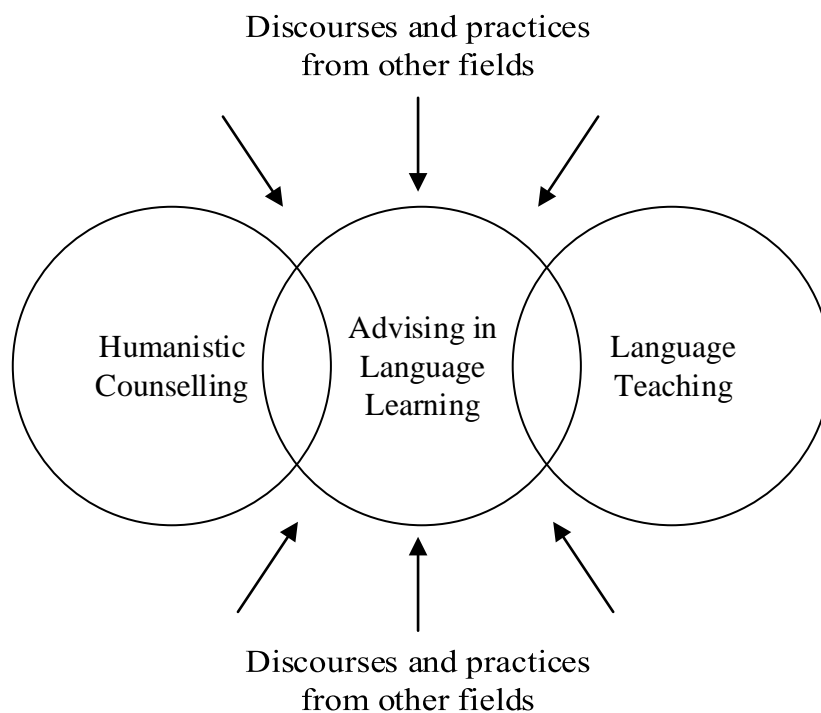 Discourses and practices
from other fields
Humanistic
Counselling
Advising in
Language
Learning
Language
Teaching
Discourses and practices
from other fields